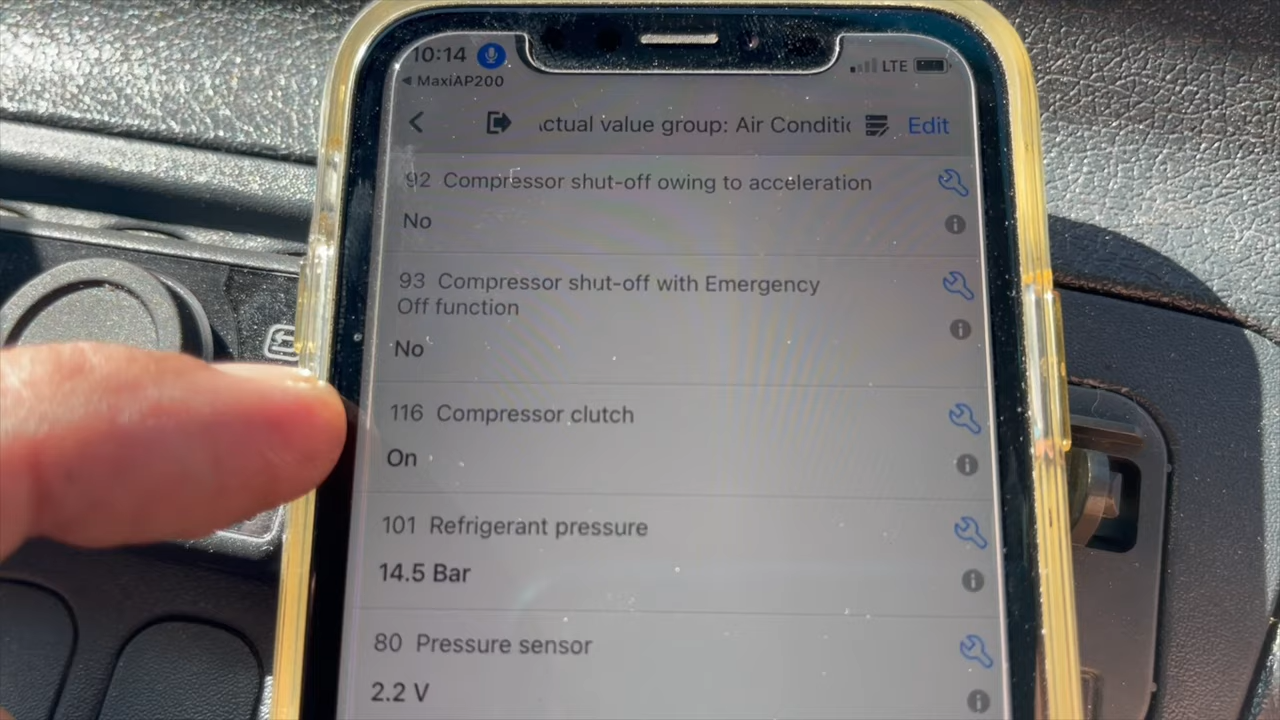 10:14
LTE
MaxiAP200
ctual value group: Air Conditic
Edit
92 Compressor shut-off owing to acceleration
No
93 Compressor shut-off with Emergency
Off function
No
116 Compressor clutch
On
101 Refrigerant pressure
14.5 Bar
80 Pressure sensor
2.2 V